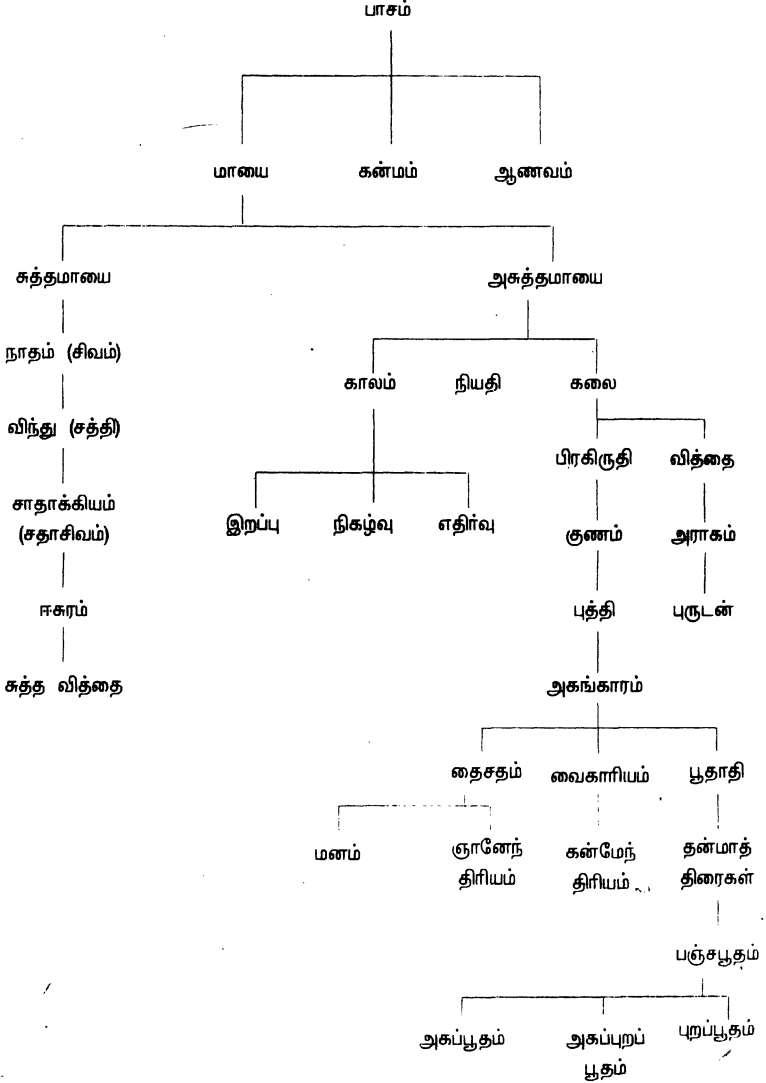 பாசம்
மாயை கன்மம் ஆணவம்
சுத்தமாயை அசுத்தமாயை
நாதம் (சிவம்)
காலம் நியதி கலை
விந்து (சத்தி)
பிரகிருதி வித்தை
சாதாக்கியம்
(சதாசிவம்)
இறப்பு நிகழ்வு எதிர்வு
குணம் அராகம்
ஈசுரம் புத்தி புருடன்
சுத்த வித்தை அகங்காரம்
தைசதம் வைகாரியம் பூதாதி
மனம் ஞானேந் கன்மேந் தன்மாத்
திரியம் திரியம் திரைகள்
பஞ்சபூதம்
அகப்பூதம் அகப்புறப் புறப்பூதம்
பூதம்